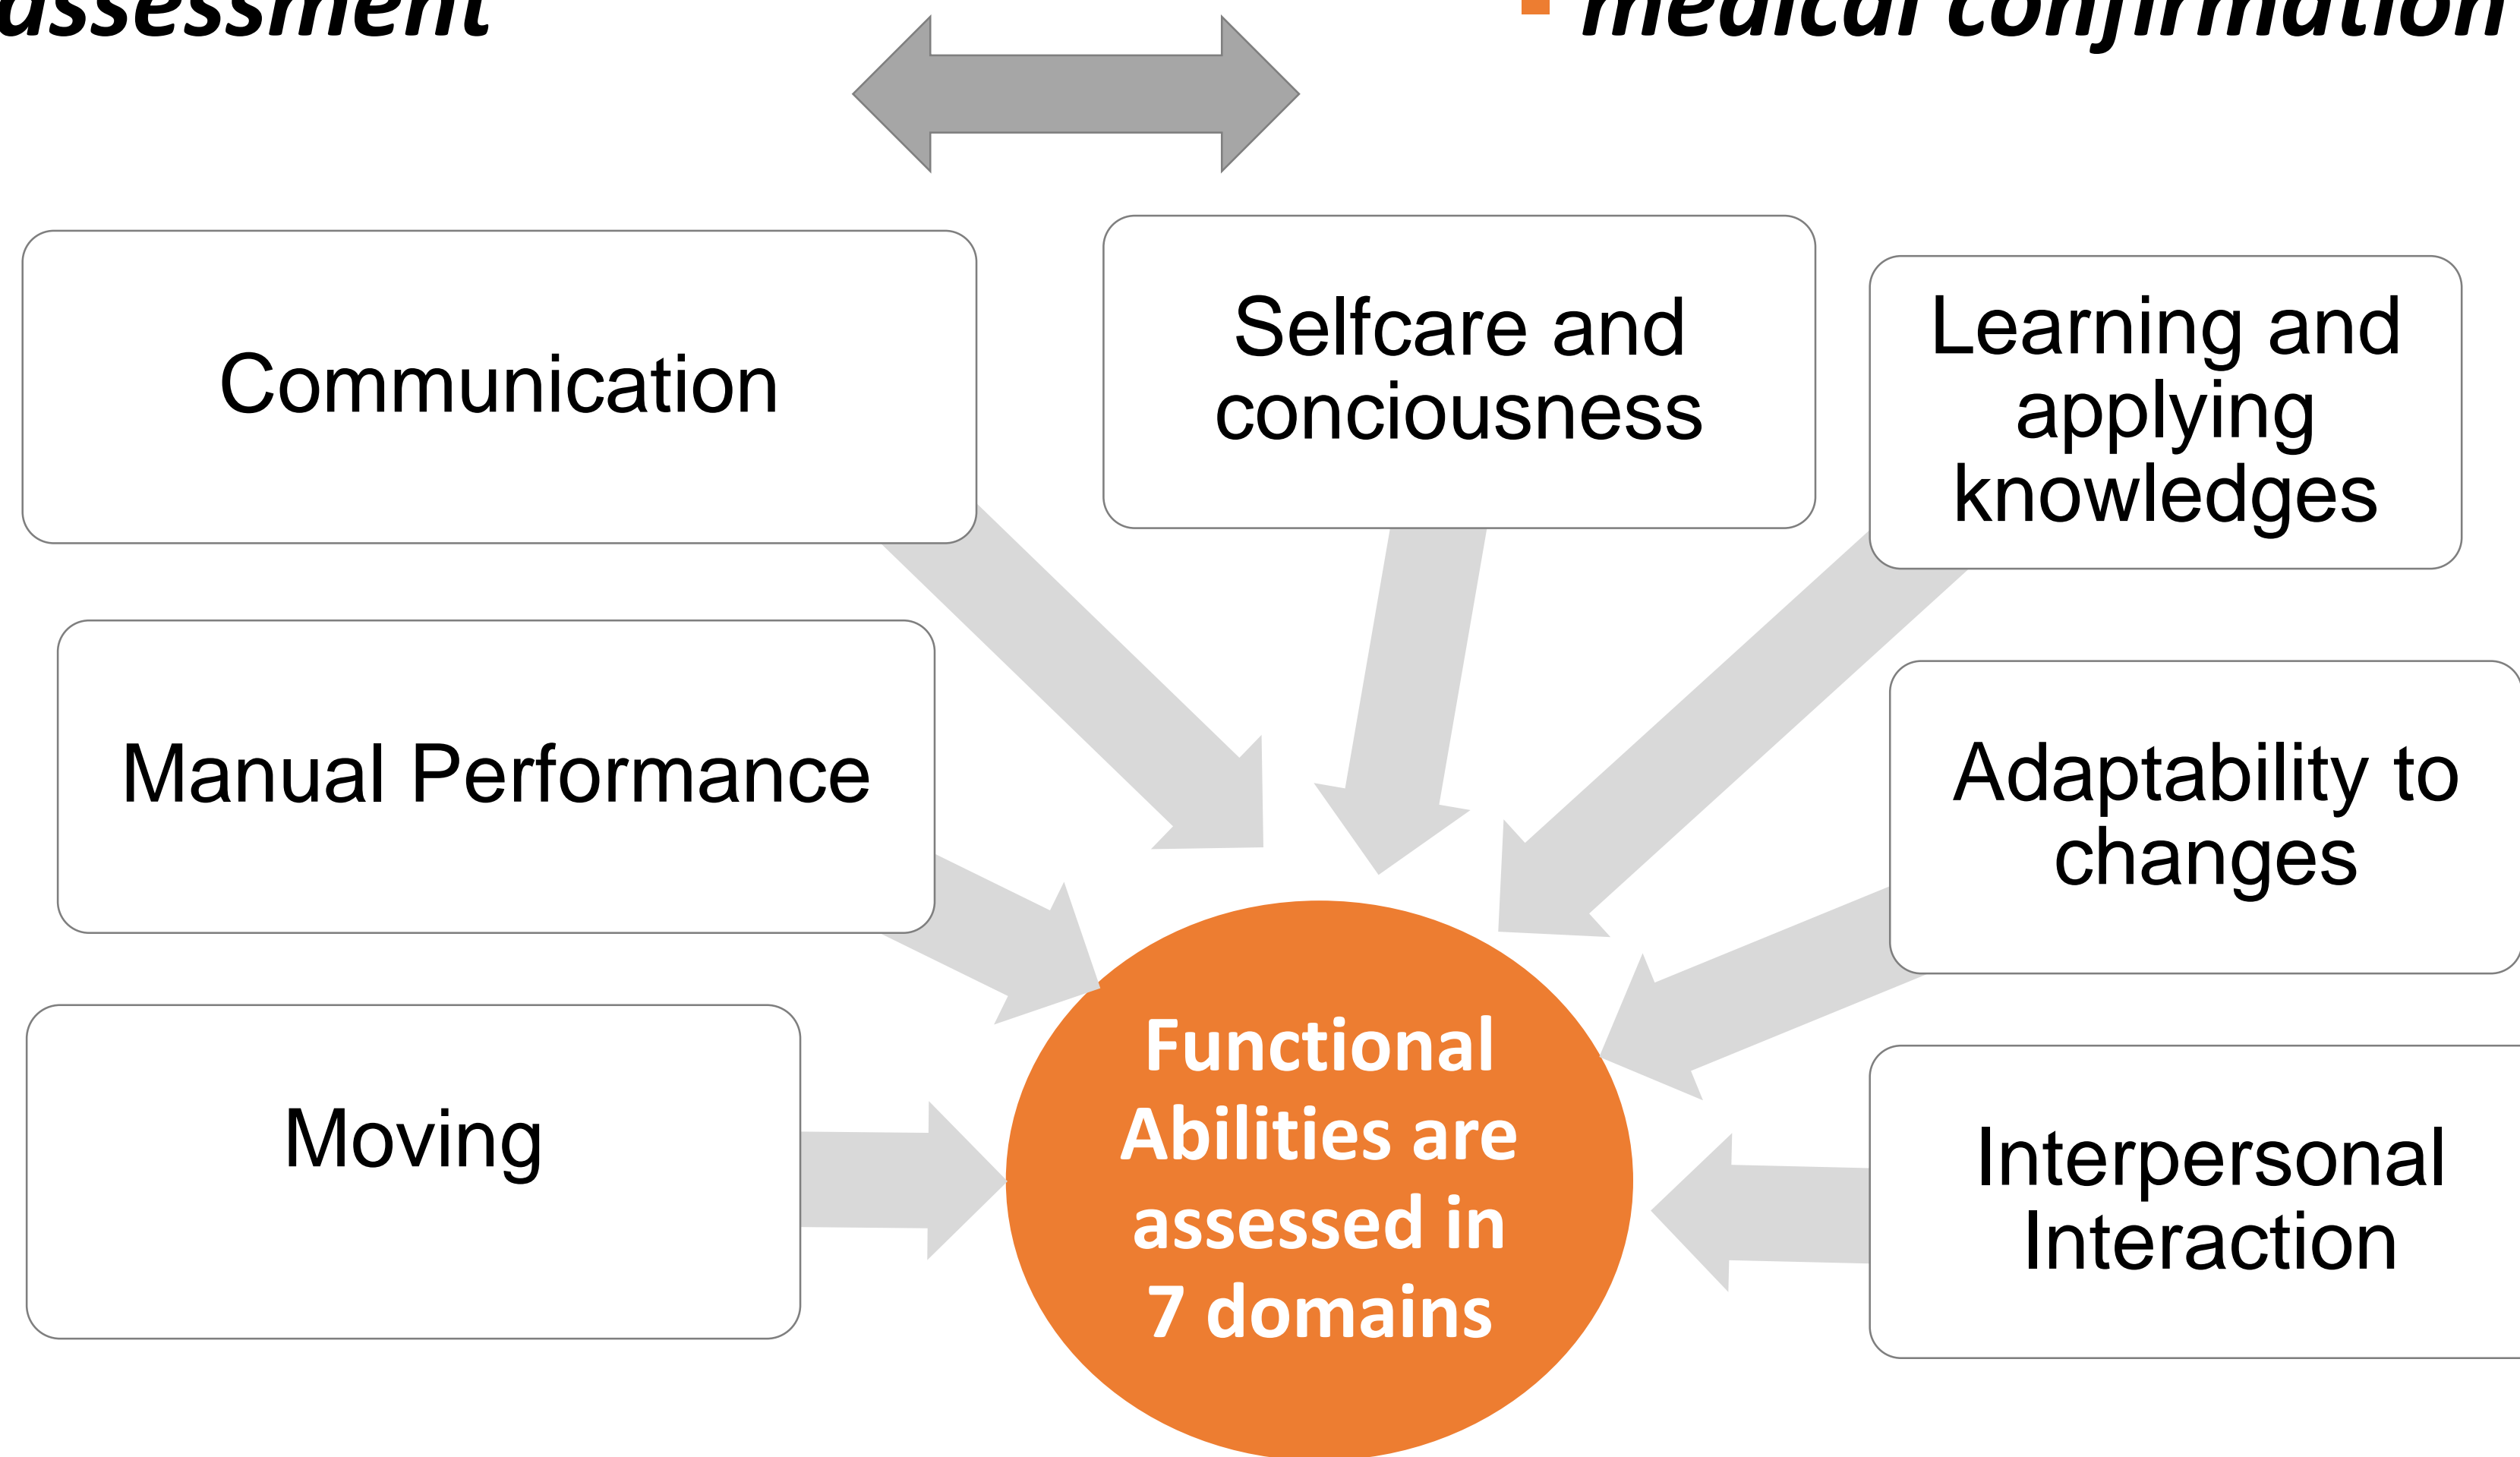 assessment
medical confirmation
Communication
Selfcare and
conciousness
Learning and
applying
knowledges
Manual Performance
Adaptability to
changes
Moving
Interpersonal
Interaction
Functional
Abilities are
assessed in
7 domains